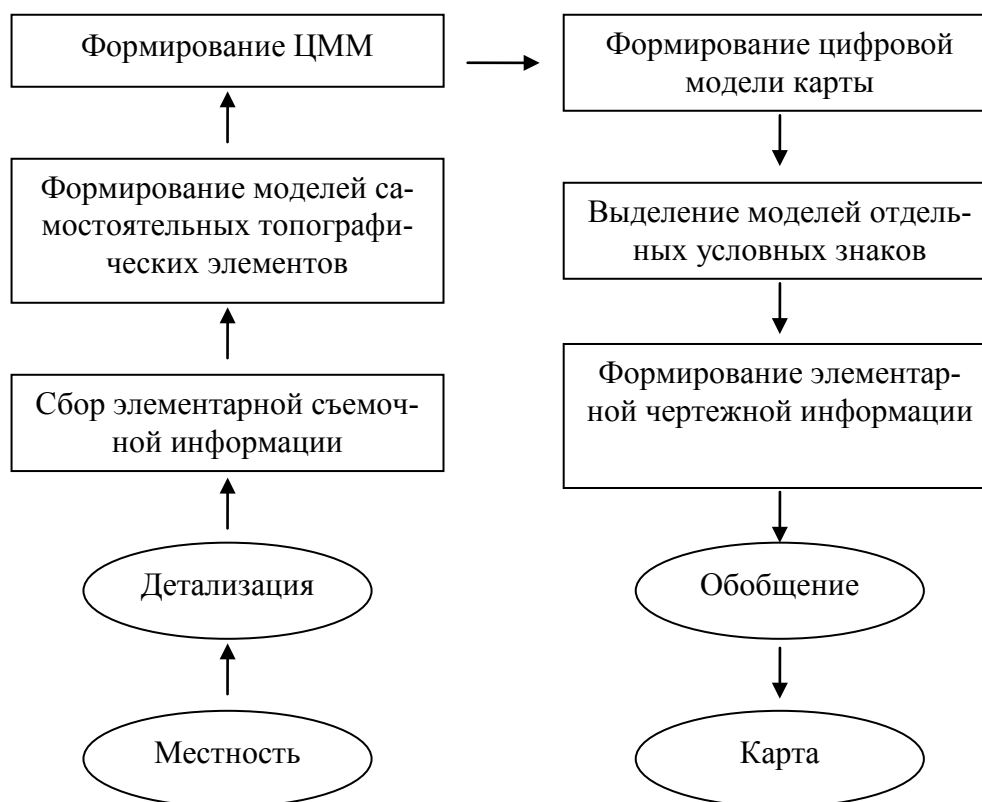 Формирование ЦММ
Формирование цифровой
модели карты
Формирование моделей са-
мостоятельных топографи-
ческих элементов
Выделение моделей отдель-
ных условных знаков
Сбор элементарной съемоч-
ной информации
Формирование элементар-
ной чертежной информации
Детализация
Обобщение
Местность
Карта